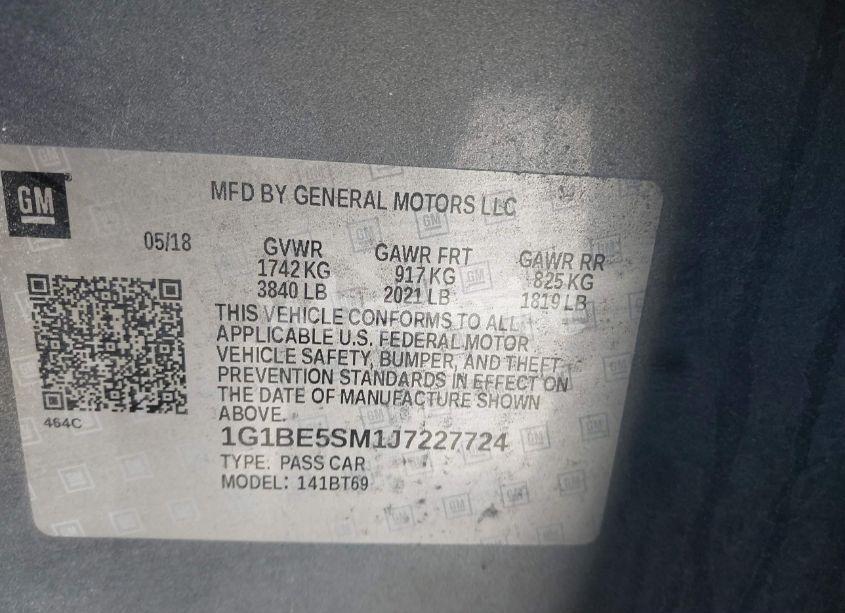 GM
MFD BY GENERAL MOTORS LLC
05/18
GVWR
1742 KG
3840 LB
GAWR FRT
917 KG
2021 LB
GAWR RR
825 KG
1819 LB
THIS VEHICLE CONFORMS TO ALL
APPLICABLE U.S. FEDERAL MOTOR
VEHICLE SAFETY, BUMPER, AND THEFT
PREVENTION STANDARDS IN EFFECT ON
THE DATE OF MANUFACTURE SHOWN
ABOVE.
464C
1G1BE5SM1J7227724
TYPE: PASS CAR
MODEL: 141BT69